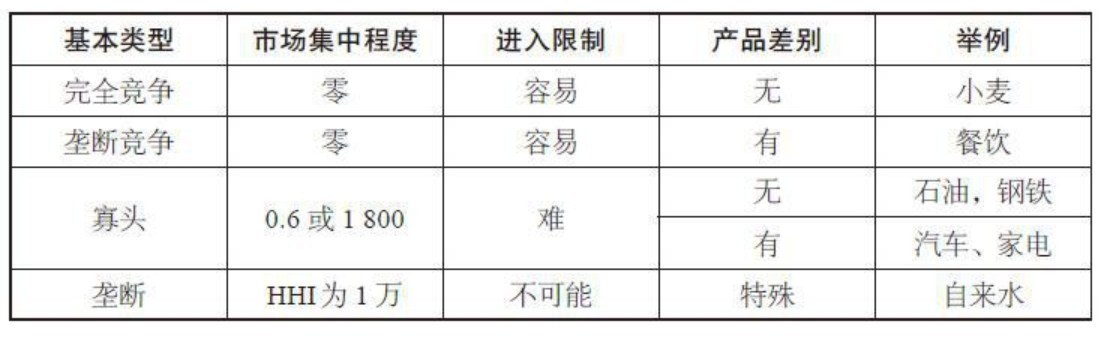 基本类型 市场集中程度 进入限制 产品差别 举例
完全竞争 零 容易 无 小麦
垄断竞争 零 容易 有 餐饮
寡头 0.6 或 1 800 难 无 石油，钢铁
有 汽车、家电
垄断 HHI 为 1 万 不可能 特殊 自来水